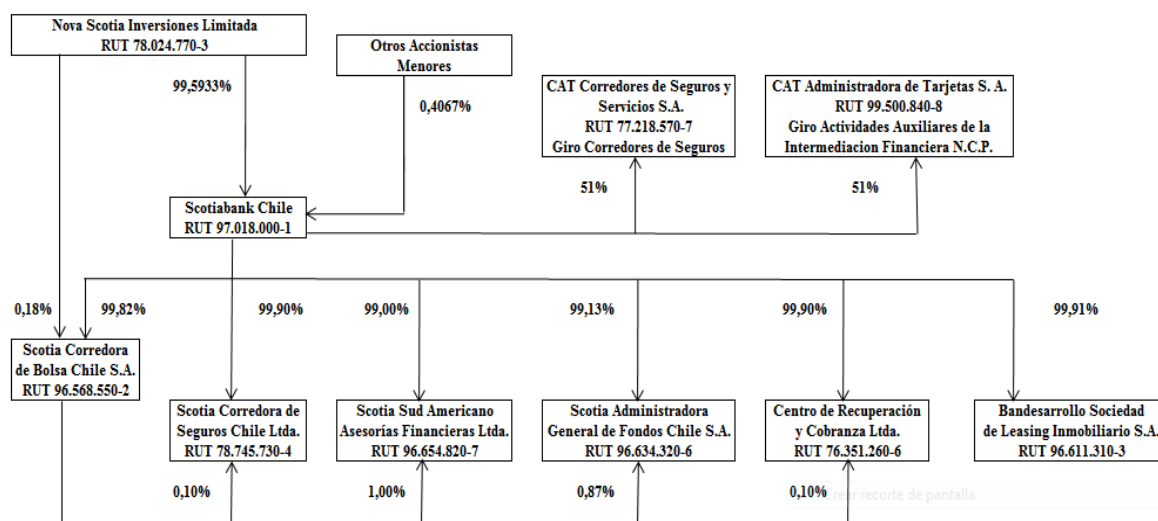 Nova Scotia Inversiones Limitada
RUT 78.024.770-3
Otros Accionistas
Menores
99,5933%
0,4067%
CAT Corredores de Seguros y
Servicios S.A.
RUT 77.218.570-7
Giro Corredores de Seguros
CAT Administradora de Tarjetas S. A.
RUT 99.500.840-8
Giro Actividades Auxiliares de la
Intermediacion Financiera N.C.P.
51%
51%
Scotiabank Chile
RUT 97.018.000-1
0,18%
99,82%
99,90%
99,00%
99,13%
99,90%
99,91%
Scotia Corredora
de Bolsa Chile S.A.
RUT 96.568.550-2
Scotia Corredora de
Seguros Chile Ltda.
RUT 78.745.730-4
Scotia Sud Americano
Asesorías Financieras Ltda.
RUT 96.654.820-7
Scotia Administradora
General de Fondos Chile S.A.
RUT 96.634.320-6
Centro de Recuperación
y Cobranza Ltda.
RUT 76.351.260-6
Bandesarrollo Sociedad
de Leasing Inmobiliario S.A.
RUT 96.611.310-3
0,10%
1,00%
0,87%
0,10%
Crear recorte de pantalla